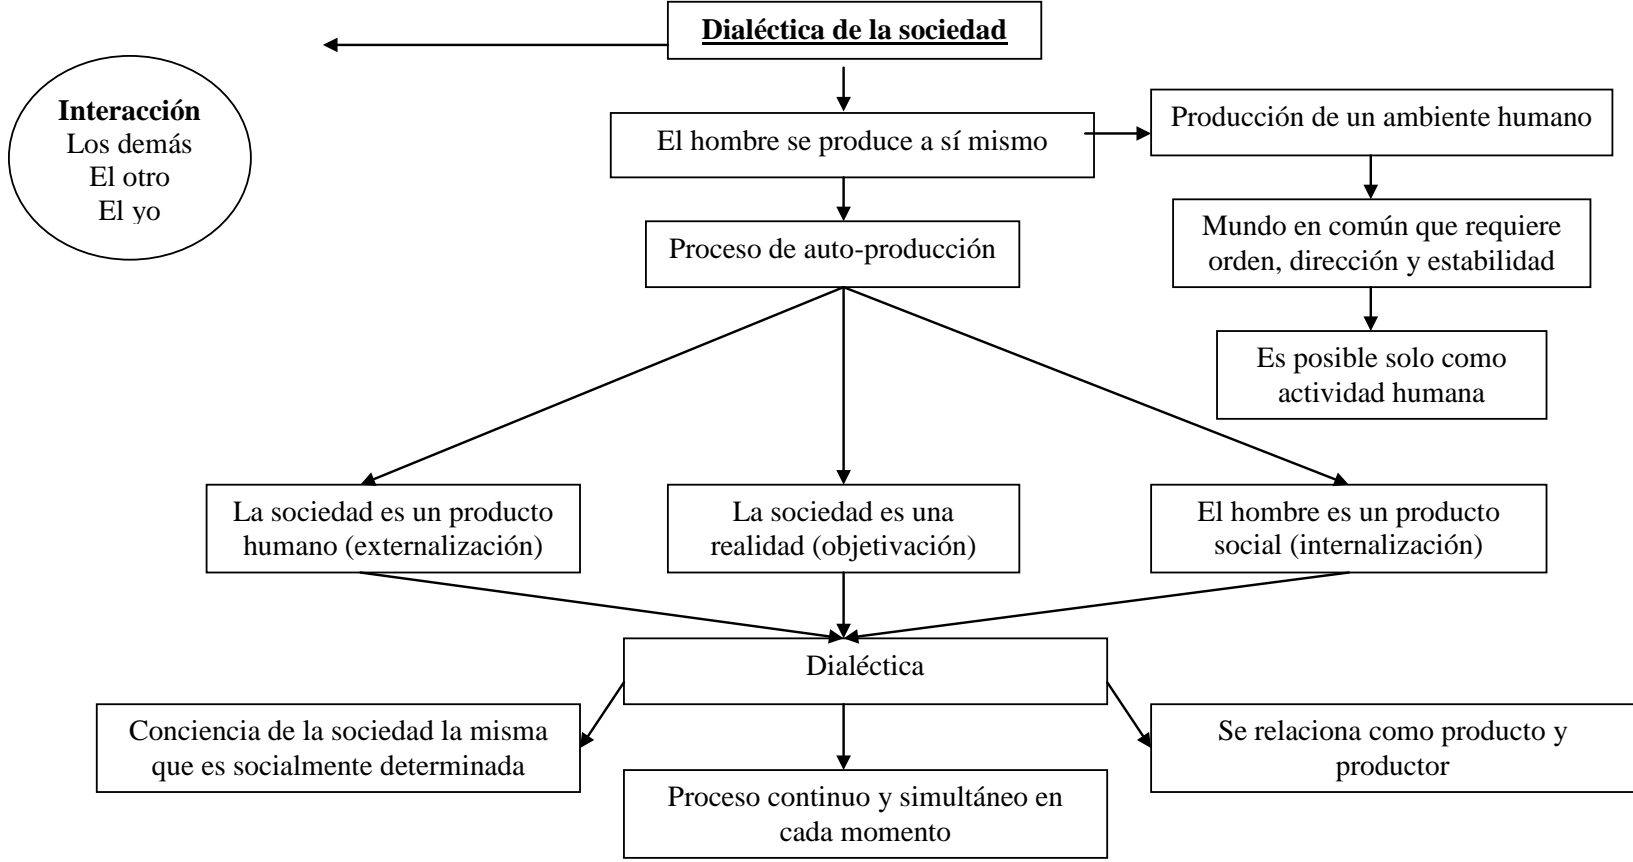 Dialéctica de la sociedad
Interacción
Los demás
El otro
El yo
El hombre se produce a sí mismo
Producción de un ambiente humano
Proceso de auto-producción
Mundo en común que requiere
orden, dirección y estabilidad
Es posible solo como
actividad humana
La sociedad es un producto
humano (externalización)
La sociedad es una
realidad (objetivación)
El hombre es un producto
social (internalización)
Dialéctica
Conciencia de la sociedad la misma
que es socialmente determinada
Proceso continuo y simultáneo en
cada momento
Se relaciona como producto y
productor